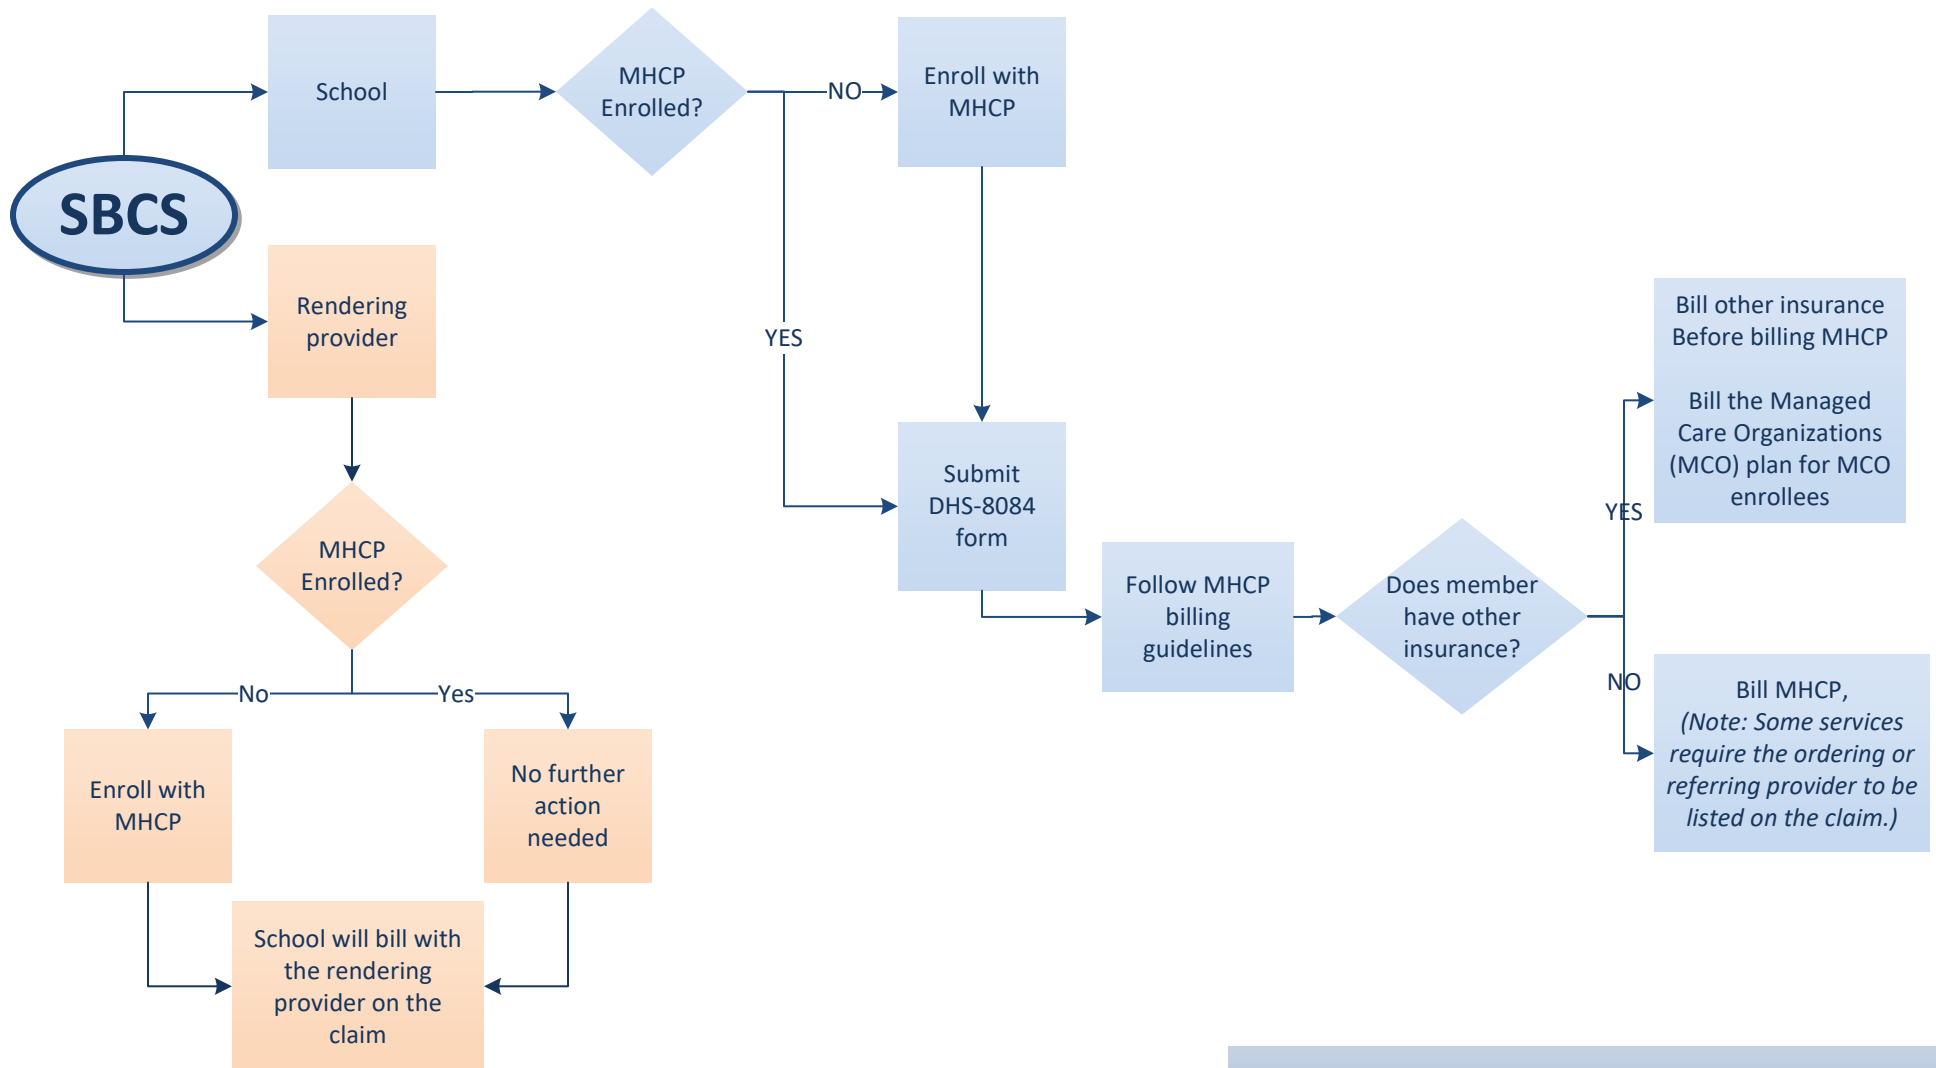 SBCS
School
MHCP
Enrolled?
NO
Enroll with
MHCP
YES
Submit
DHS-8084
form
Follow MHCP
billing
guidelines
Does member
have other
insurance?
YES
Bill other insurance
Before billing MHCP
Bill the Managed
Care Organizations
(MCO) plan for MCO
enrollees
NO
Bill MHCP,
(Note: Some services
require the ordering or
referring provider to be
listed on the claim.)
Rendering
provider
MHCP
Enrolled?
No
Yes
Enroll with
MHCP
No further
action
needed
School will bill with
the rendering
provider on the
claim